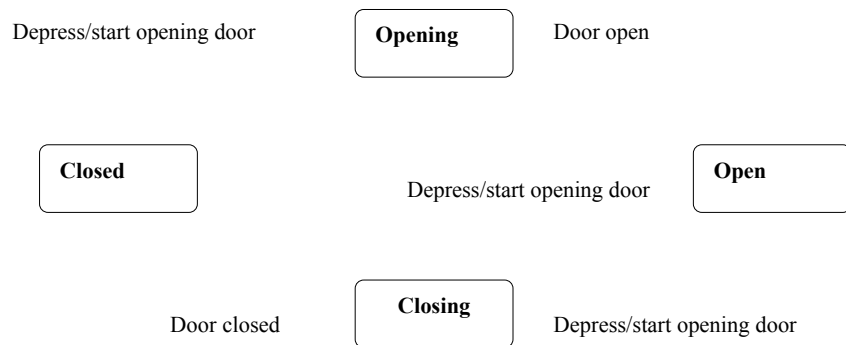 Depress/start opening door
Opening
Door open
Closed
Depress/start opening door
Open
Door closed
Closing
Depress/start opening door